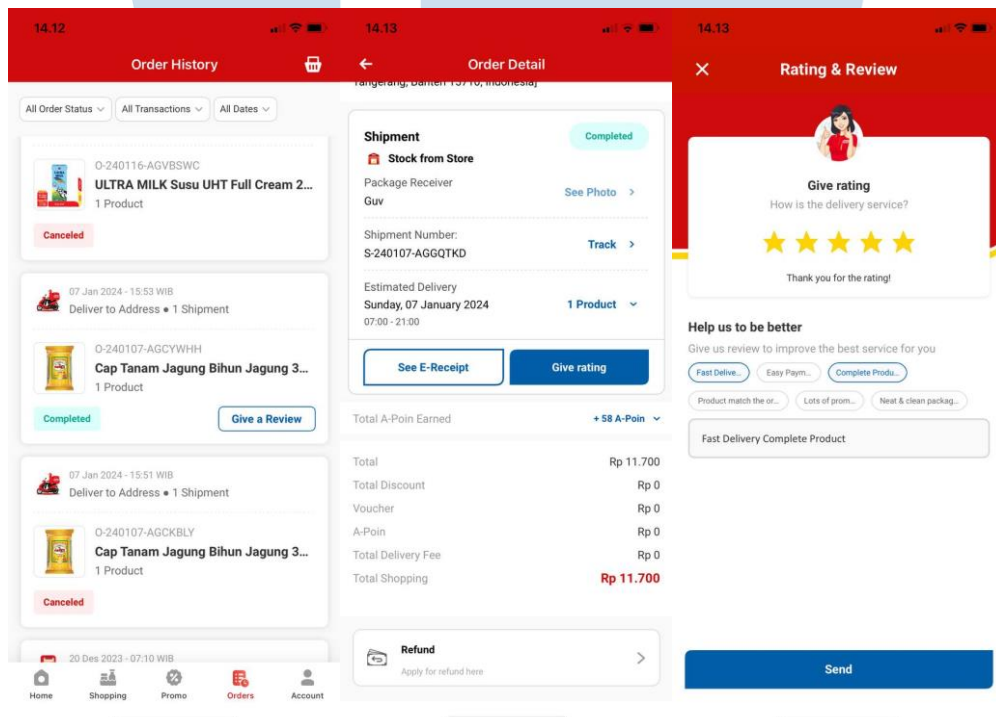 14.12
Order History
All Order Status
All Transactions
All Dates
O-240116-AGVBSWC
ULTRA MILK Susu UHT Full Cream 2...
1 Product
Canceled
07 Jan 2024 - 15:53 WIB
Deliver to Address • 1 Shipment
O-240107-AGCYWHH
Cap Tanam Jagung Bihun Jagung 3...
1 Product
Completed
Give a Review
07 Jan 2024 - 15:51 WIB
Deliver to Address • 1 Shipment
O-240107-AGCKBLY
Cap Tanam Jagung Bihun Jagung 3...
1 Product
Canceled
20 Des 2023 - 07:10 WIB
Home
Shopping
Promo
Orders
Account
14.13
Order Detail
Tangerang, Banten 15710, Indonesia]
Shipment
Completed
Stock from Store
Package Receiver
Guv
See Photo
Shipment Number:
S-240107-AGGQTKD
Track
Estimated Delivery
Sunday, 07 January 2024
07:00 - 21:00
1 Product
See E-Receipt
Give rating
Total A-Poin Earned
+ 58 A-Poin
Total Rp 11.700
Total Discount Rp 0
Voucher Rp 0
A-Poin Rp 0
Total Delivery Fee Rp 0
Total Shopping Rp 11.700
Refund
Apply for refund here
14.13
Rating & Review
Give rating
How is the delivery service?
Thank you for the rating!
Help us to be better
Give us review to improve the best service for you
Fast Delive...
Easy Paym...
Complete Produ...
Product match the or...
Lots of prom...
Neat & clean packag...
Fast Delivery Complete Product
Send